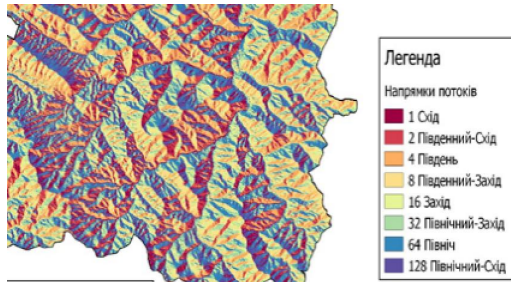 Легенда
Напрямки потоків
1 Схід
2 Південний-Схід
4 Південь
8 Південний-Захід
16 Захід
32 Північний-Захід
64 Північ
128 Північний-Схід